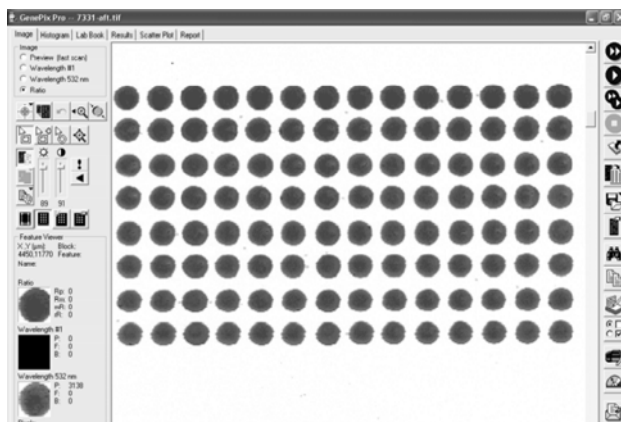 GenePix Pro -- 7331-aft.tif
Image Histogram Lab Book Results Scatter Plot Report
Image
Preview (fast scan)
Wavelength #1
Wavelength 532 nm
Ratio
89 91
Feature Viewer
X, Y (µm) Block:
4450,11770 Feature:
Name:
Ratio
Rp: 0
Rm: 0
mR: 0
rR: 0
Wavelength #1
P: 0
F: 0
B: 0
Wavelength 532 nm
P: 3138
F: 0
B: 0